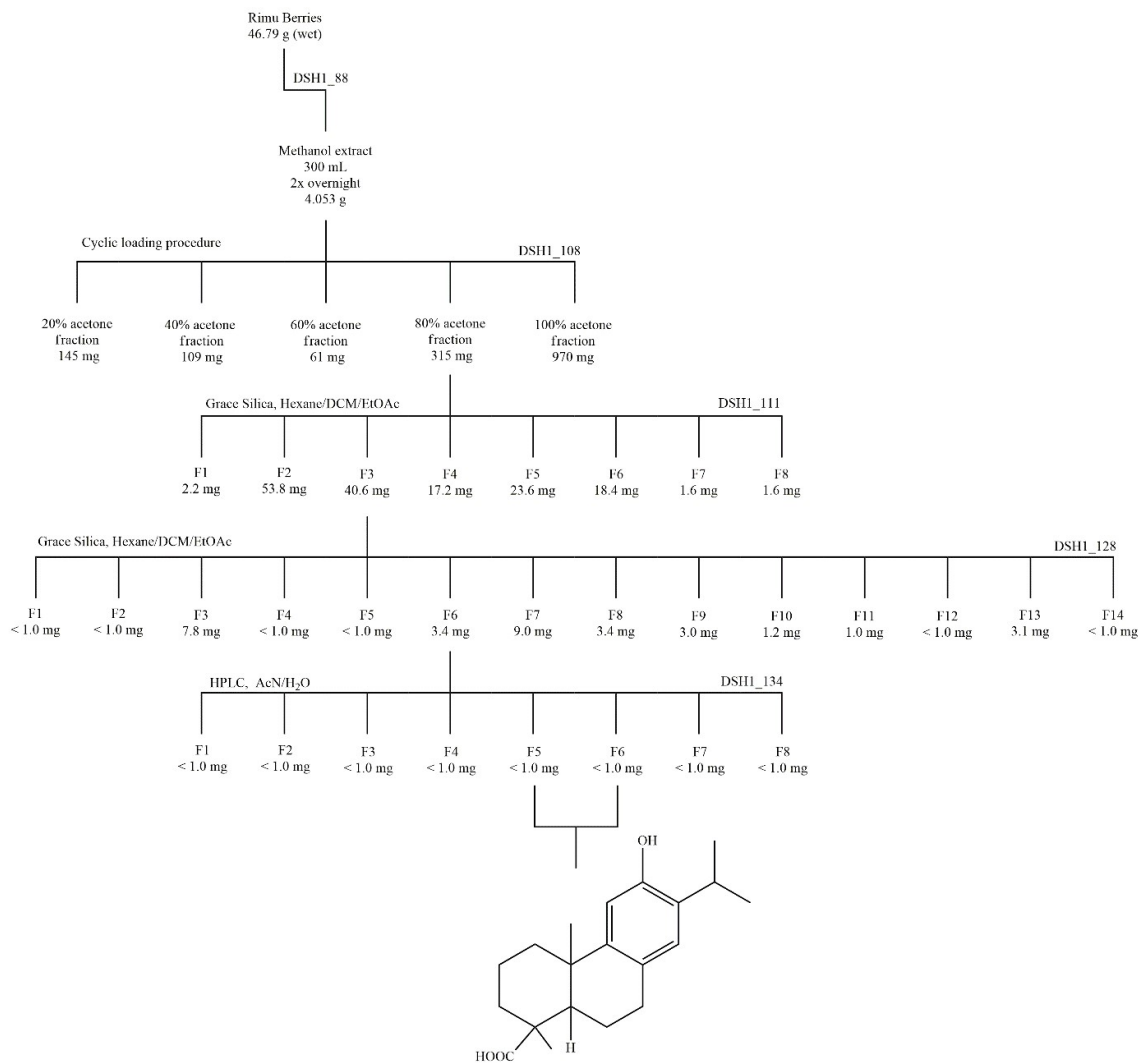 Rimu Berries
46.79 g (wet)
DSH1_88
Methanol extract
300 mL
2x overnight
4.053 g
Cyclic loading procedure
DSH1_108
20% acetone
fraction
145 mg
40% acetone
fraction
109 mg
60% acetone
fraction
61 mg
80% acetone
fraction
315 mg
100% acetone
fraction
970 mg
Grace Silica, Hexane/DCM/EtOAc
DSH1_111
F1
2.2 mg
F2
53.8 mg
F3
40.6 mg
F4
17.2 mg
F5
23.6 mg
F6
18.4 mg
F7
1.6 mg
F8
1.6 mg
Grace Silica, Hexane/DCM/EtOAc
DSH1_128
F1
< 1.0 mg
F2
< 1.0 mg
F3
7.8 mg
F4
< 1.0 mg
F5
< 1.0 mg
F6
3.4 mg
F7
9.0 mg
F8
3.4 mg
F9
3.0 mg
F10
1.2 mg
F11
1.0 mg
F12
< 1.0 mg
F13
3.1 mg
F14
< 1.0 mg
HPLC, AcN/H₂O
DSH1_134
F1
< 1.0 mg
F2
< 1.0 mg
F3
< 1.0 mg
F4
< 1.0 mg
F5
< 1.0 mg
F6
< 1.0 mg
F7
< 1.0 mg
F8
< 1.0 mg
OH
HOOC
H